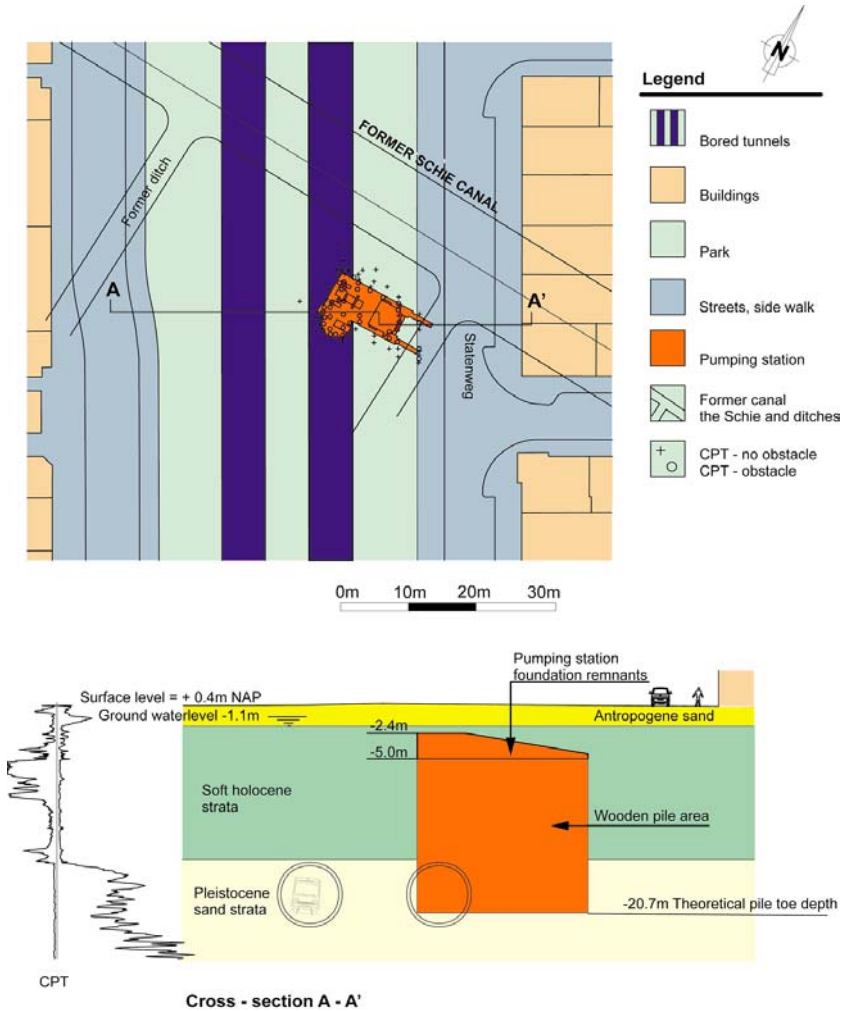 N
Legend
Bored tunnels
Buildings
Park
Streets, side walk
Pumping station
Former canal
the Schie and ditches
CPT - no obstacle
CPT - obstacle
FORMER SCHIE CANAL
Former ditch
A
A'
Statenweg
0m 10m 20m 30m
Pumping station
foundation remnants
Surface level = + 0.4m NAP
Ground waterlevel -1.1m
Antropogene sand
-2.4m
-5.0m
Soft holocene
strata
Wooden pile area
Pleistocene
sand strata
-20.7m Theoretical pile toe depth
CPT
Cross - section A - A'